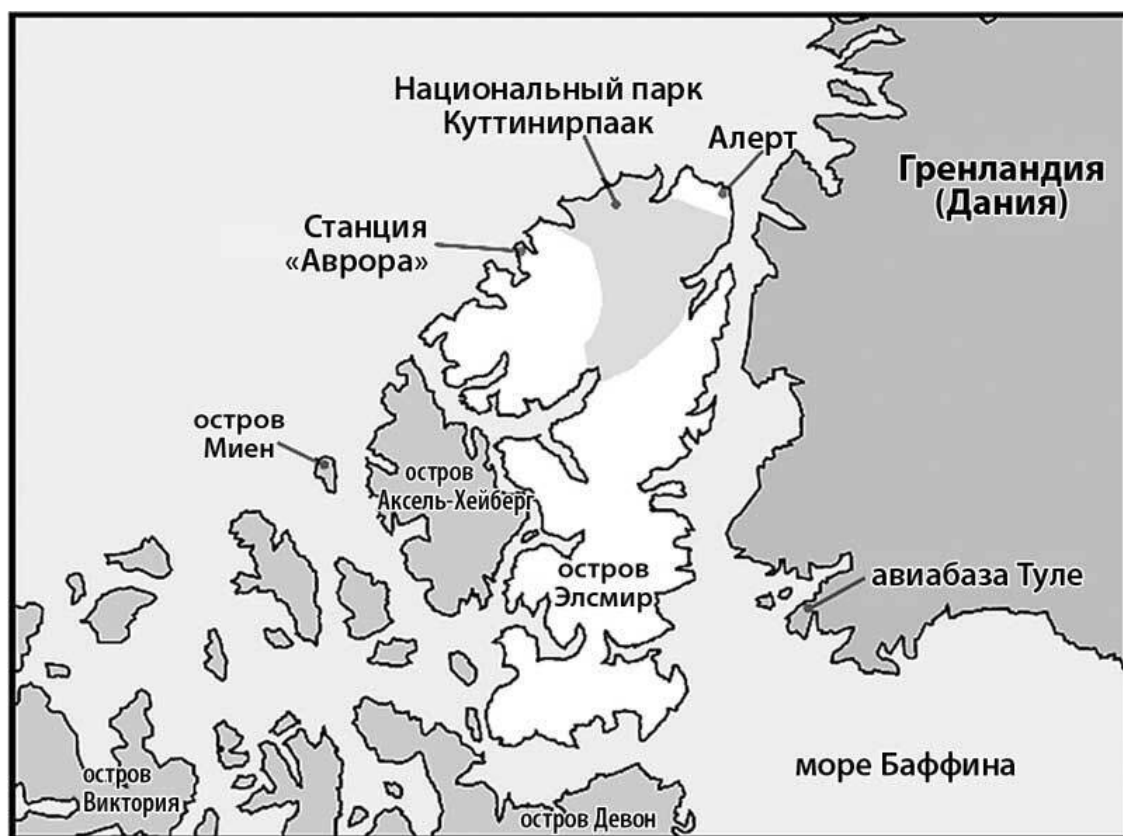 Национальный парк
Куттинирпаак
Алерт
Гренландия
(Дания)
Станция
«Аврора»
остров
Миен
остров
Аксель-Хейберг
остров
Элсмир
авиабаза Туле
море Баффина
остров
Виктория
остров Девон